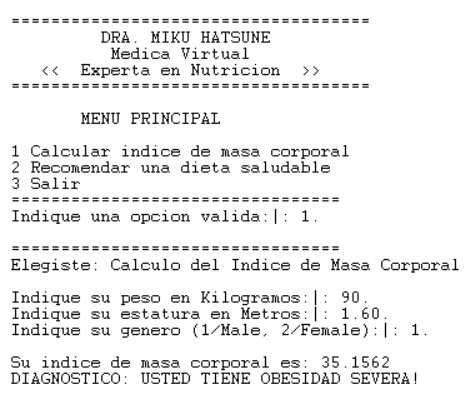 ====================================
DRA. MIKU HATSUNE
Medica Virtual
<< Experta en Nutricion >>
====================================
MENU PRINCIPAL
1 Calcular indice de masa corporal
2 Recomendar una dieta saludable
3 Salir
=================================
Indique una opcion valida:|: 1.
=================================
Elegiste: Calculo del Indice de Masa Corporal
Indique su peso en Kilogramos:|: 90.
Indique su estatura en Metros:|: 1.60.
Indique su genero (1/Male, 2/Female):|: 1.
Su indice de masa corporal es: 35.1562
DIAGNOSTICO: USTED TIENE OBESIDAD SEVERA!